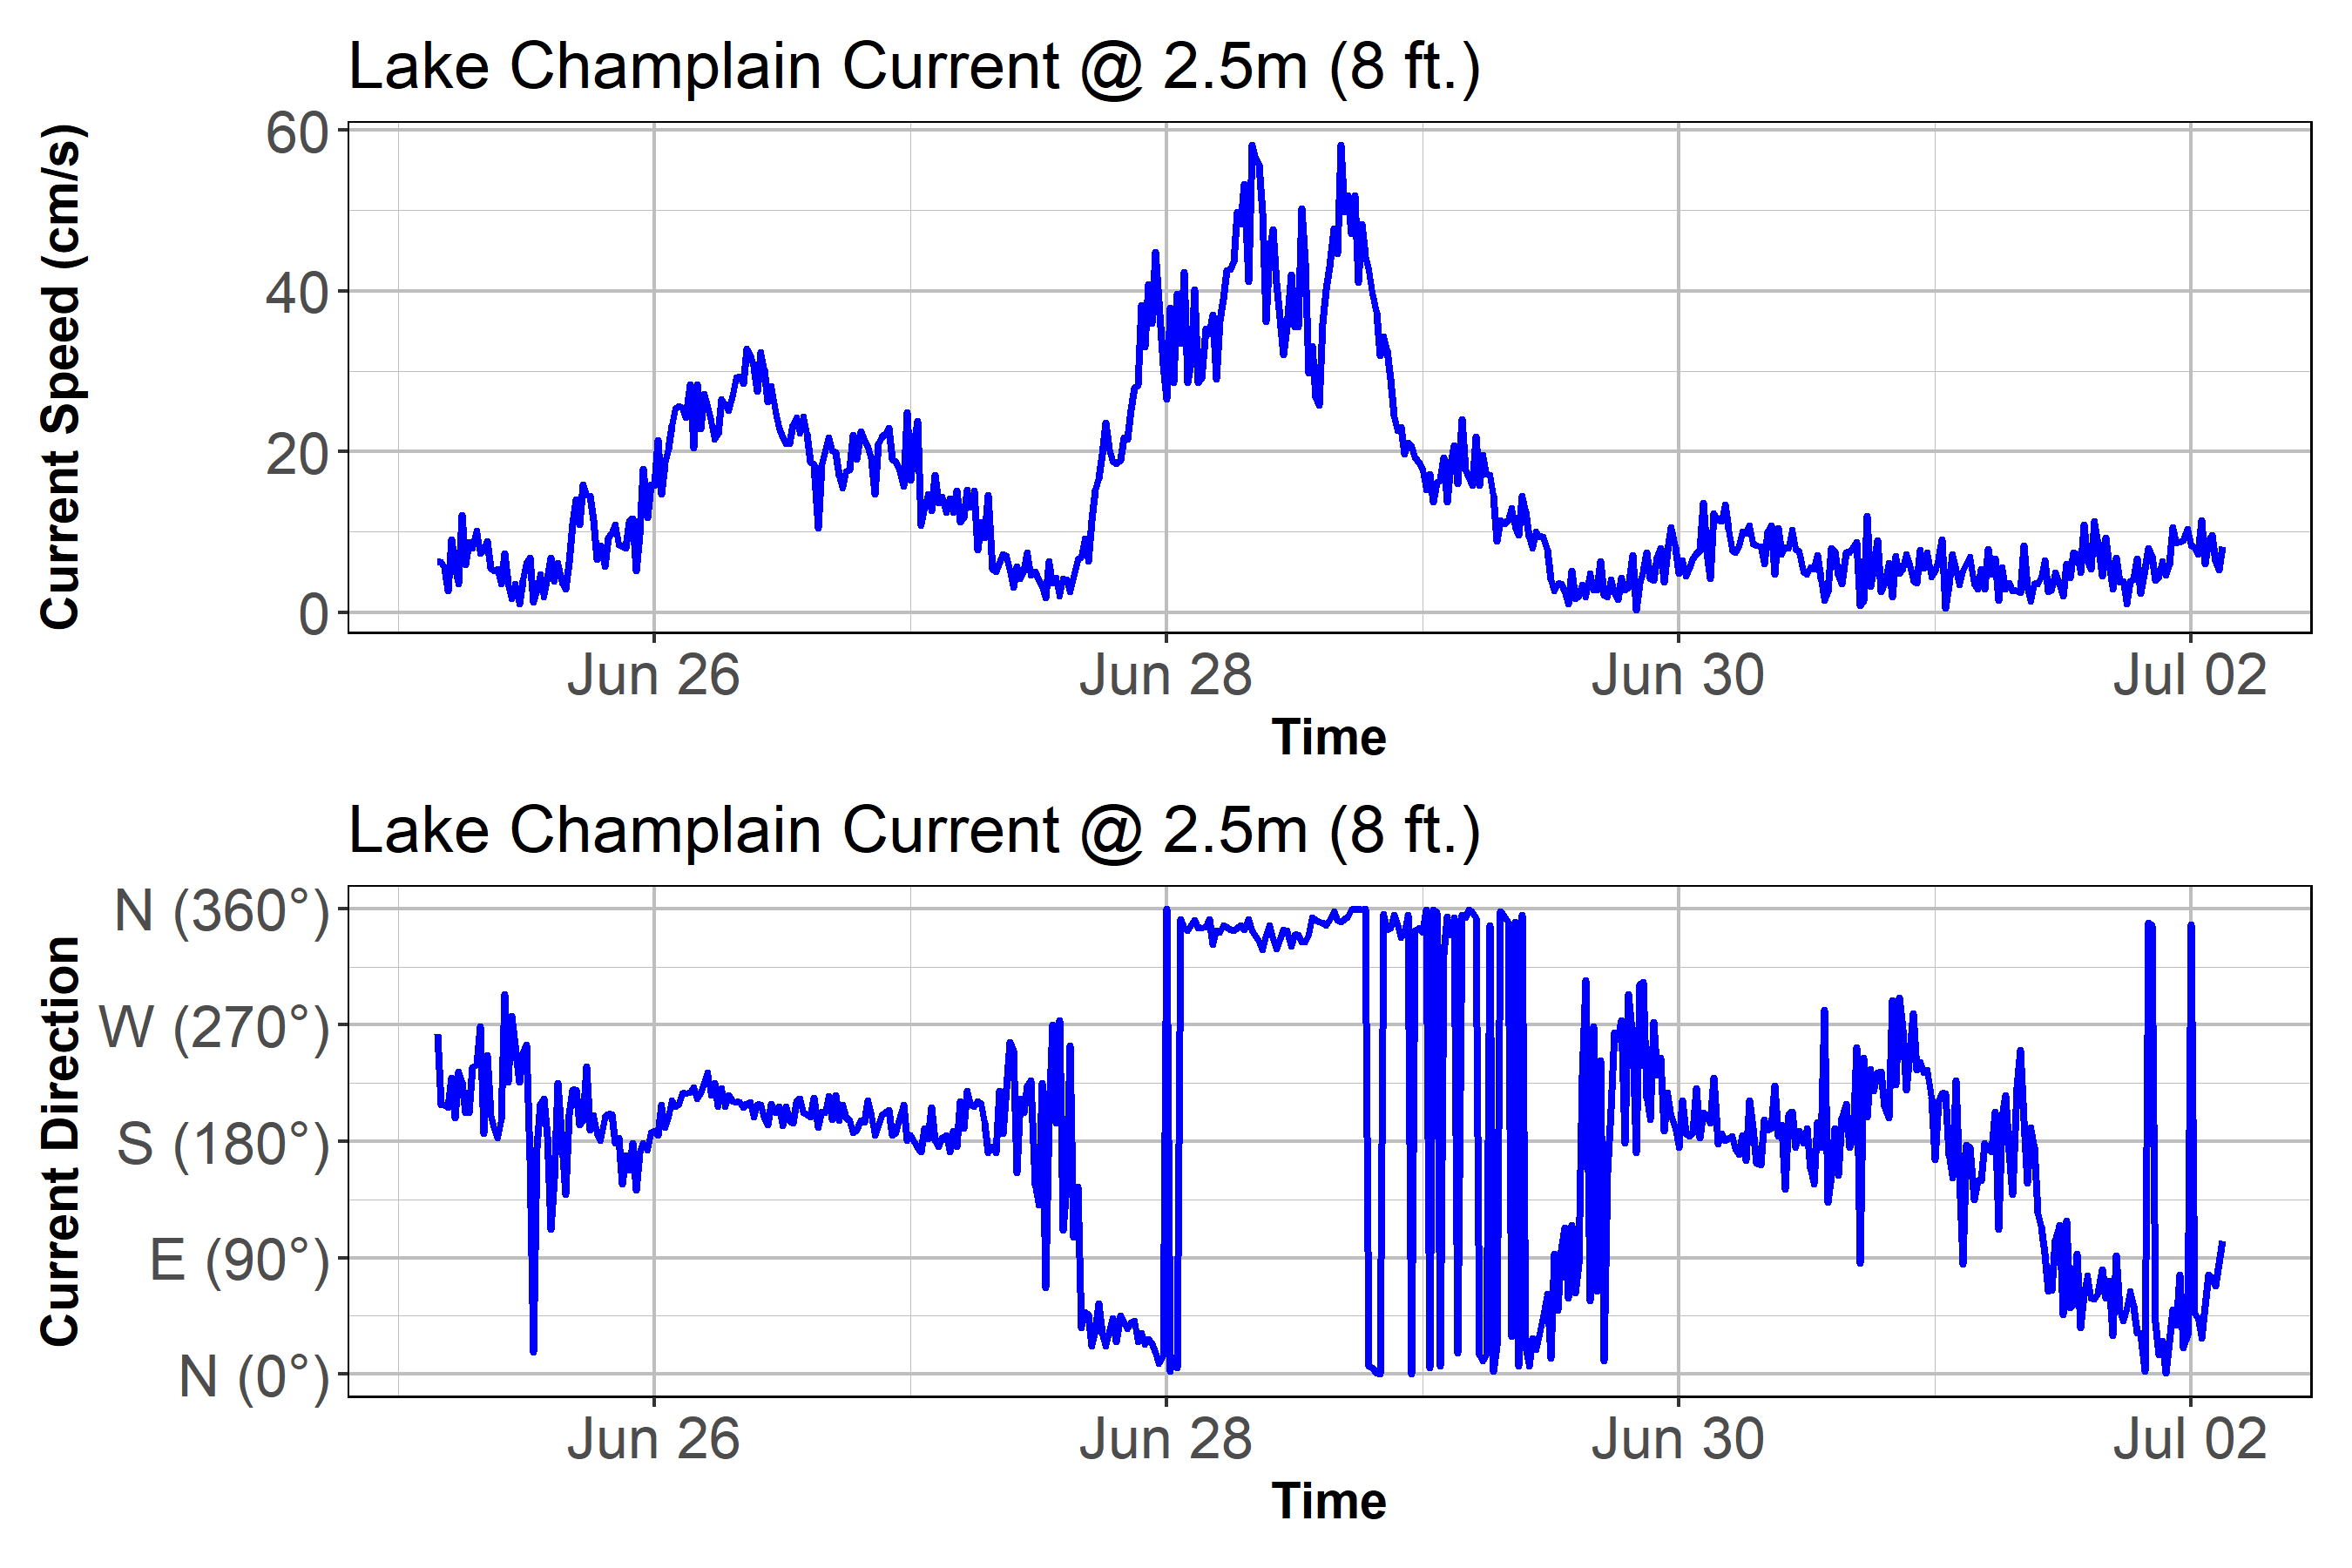 Lake Champlain Current @ 2.5m (8 ft.)
Current Speed (cm/s)
60
40
20
0
Jun 26 Jun 28 Jun 30 Jul 02
Time
Lake Champlain Current @ 2.5m (8 ft.)
Current Direction
N (360°)
W (270°)
S (180°)
E (90°)
N (0°)
Jun 26 Jun 28 Jun 30 Jul 02
Time